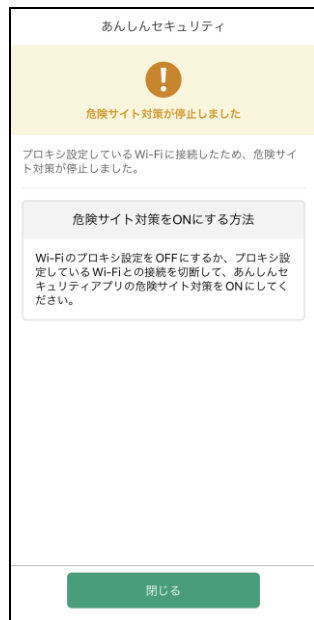 あんしんセキュリティ
危険サイト対策が停止しました
プロキシ設定しているWi-Fiに接続したため、危険サイ
ト対策が停止しました。
危険サイト対策をONにする方法
Wi-Fiのプロキシ設定をOFFにするか、プロキシ設
定しているWi-Fiとの接続を切断して、あんしんセ
キュリティアプリの危険サイト対策をONにしてく
ださい。
閉じる